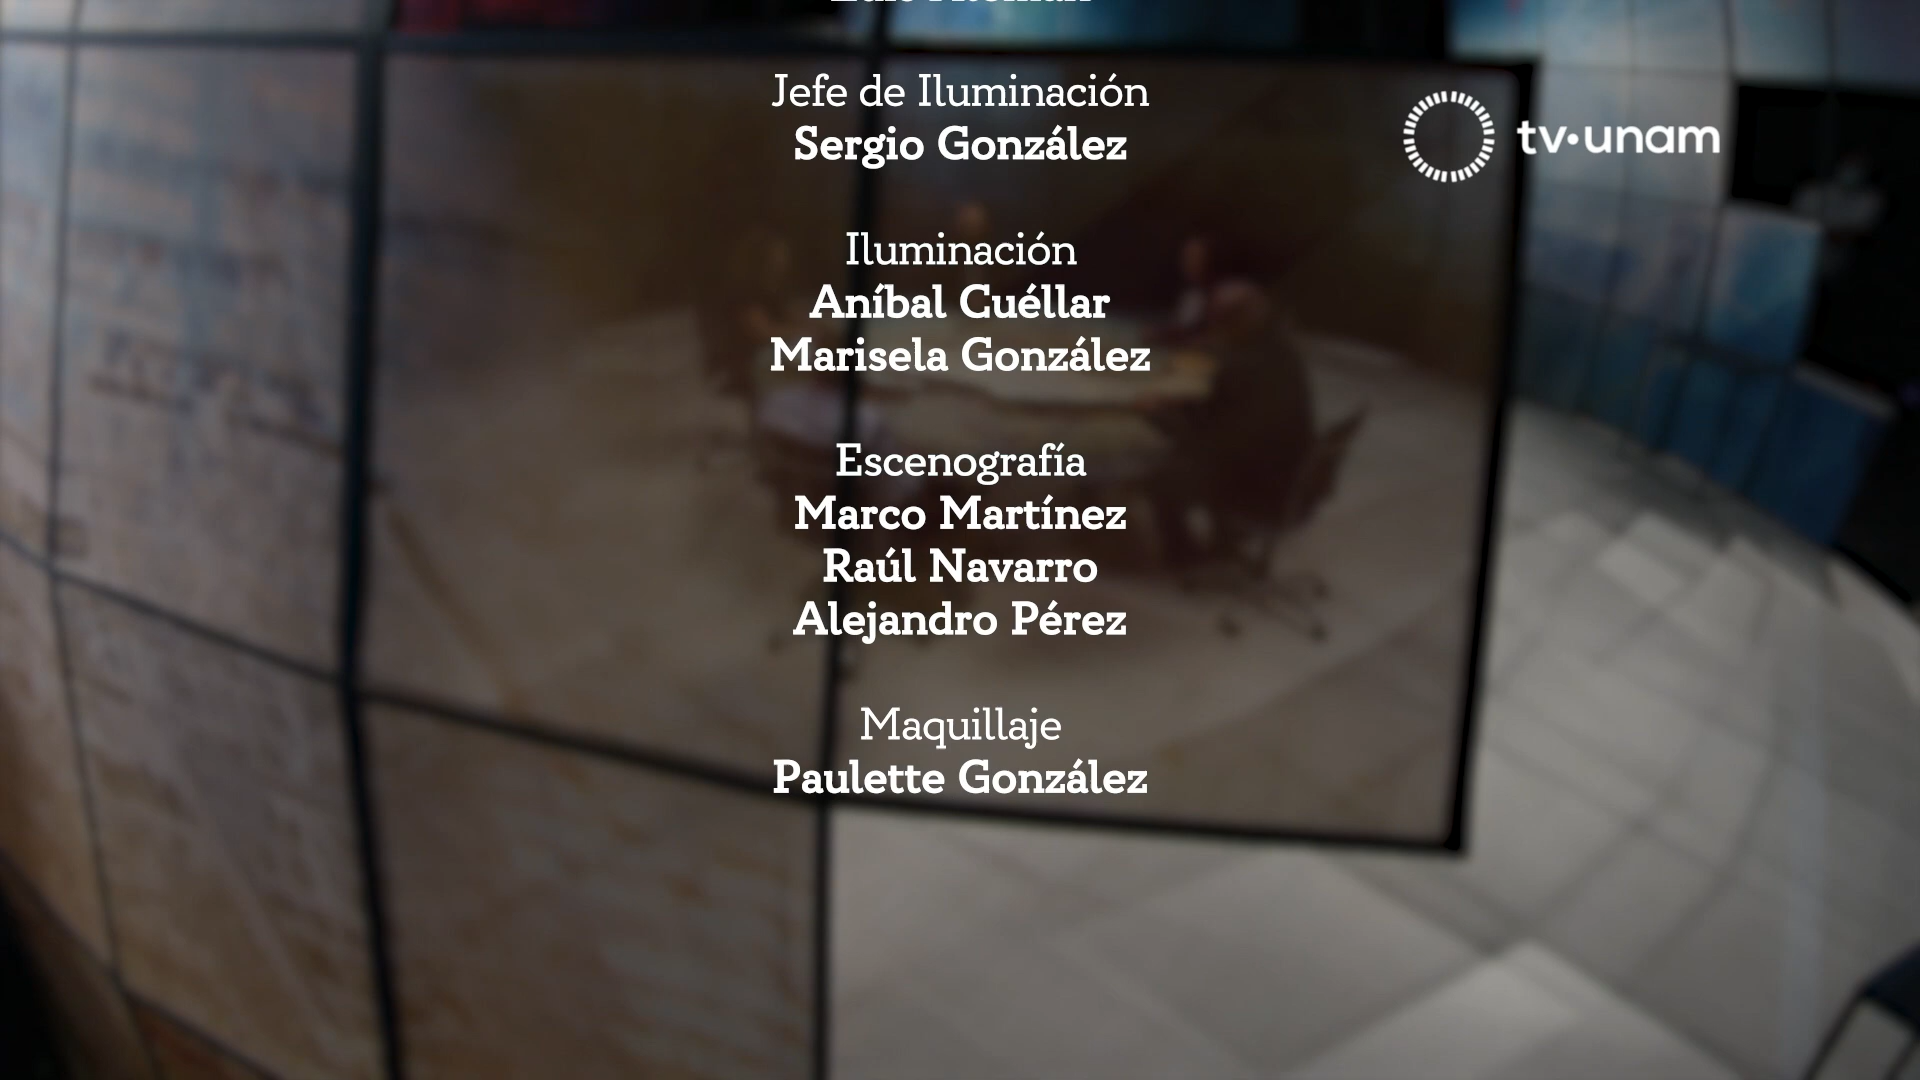 Jefe de Iluminación
Sergio González
tv·unam
Iluminación
Aníbal Cuéllar
Marisela González
Escenografía
Marco Martínez
Raúl Navarro
Alejandro Pérez
Maquillaje
Paulette González